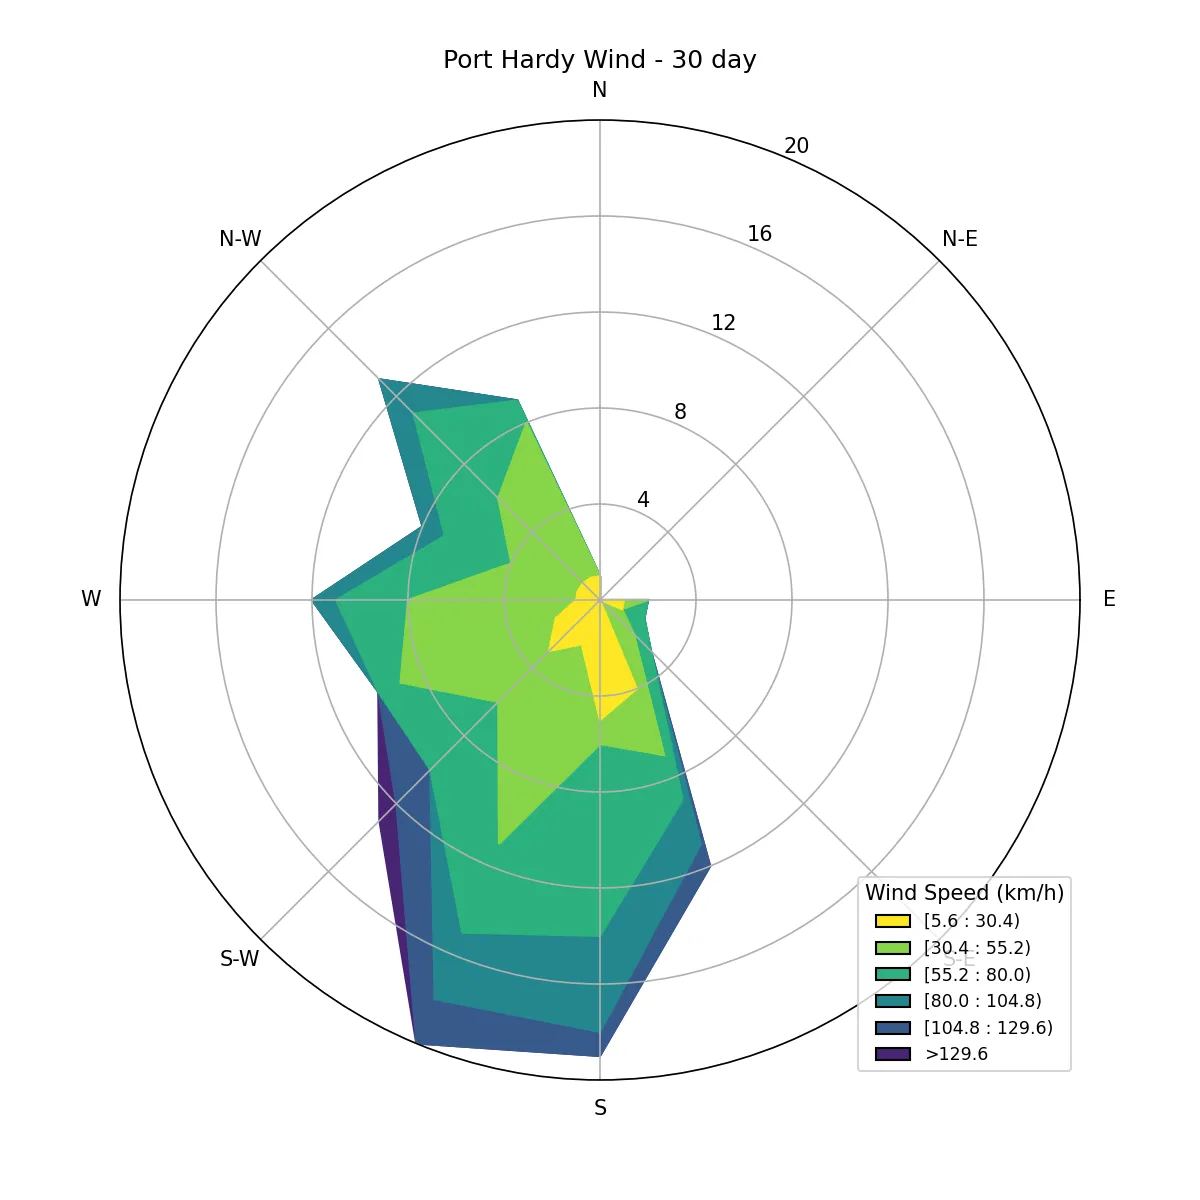 Port Hardy Wind - 30 day
N
20
N-W
16
N-E
12
8
4
W
E
S-W
S-E
Wind Speed (km/h)
[5.6 : 30.4)
[30.4 : 55.2)
[55.2 : 80.0)
[80.0 : 104.8)
[104.8 : 129.6)
>129.6
S